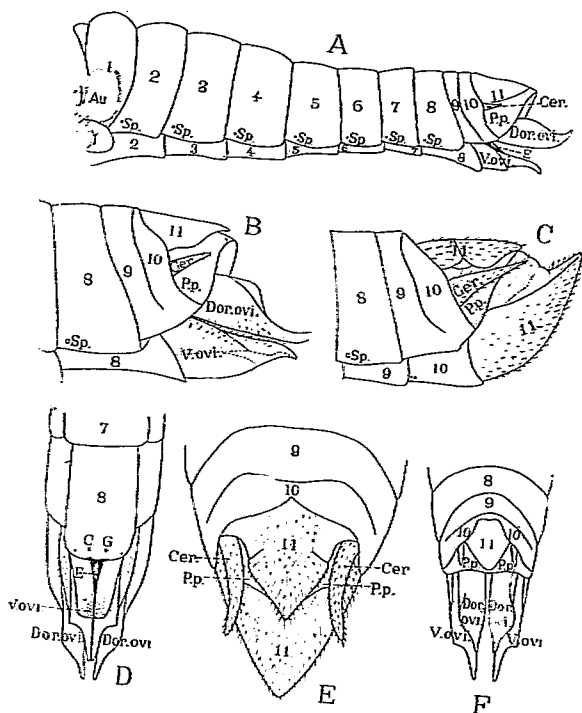 A
1
Au
I
2
3
4
5
6
7
8
9
10
11
Cer.
P.p.
Dor.ovi.
E
V.ovi.
Sp.
Sp.
Sp.
Sp.
Sp.
Sp.
Sp.
2
3
4
5
6
7
8
B
8
9
10
11
Cer.
P.p.
Dor.ovi.
V.ovi.
Sp.
8
C
8
9
10
11
Cer.
P.p.
11
Sp.
9
10
7
8
C G
E
V.ovi.
Dor.ovi.
Dor.ovi
D
9
10
11
Cer.
Cer
P.p.
P.p.
11
E
8
9
10
10
11
P.p.
P.p.
Dor.
ovi.
Dor.
V.ovi.
V.ovi
F